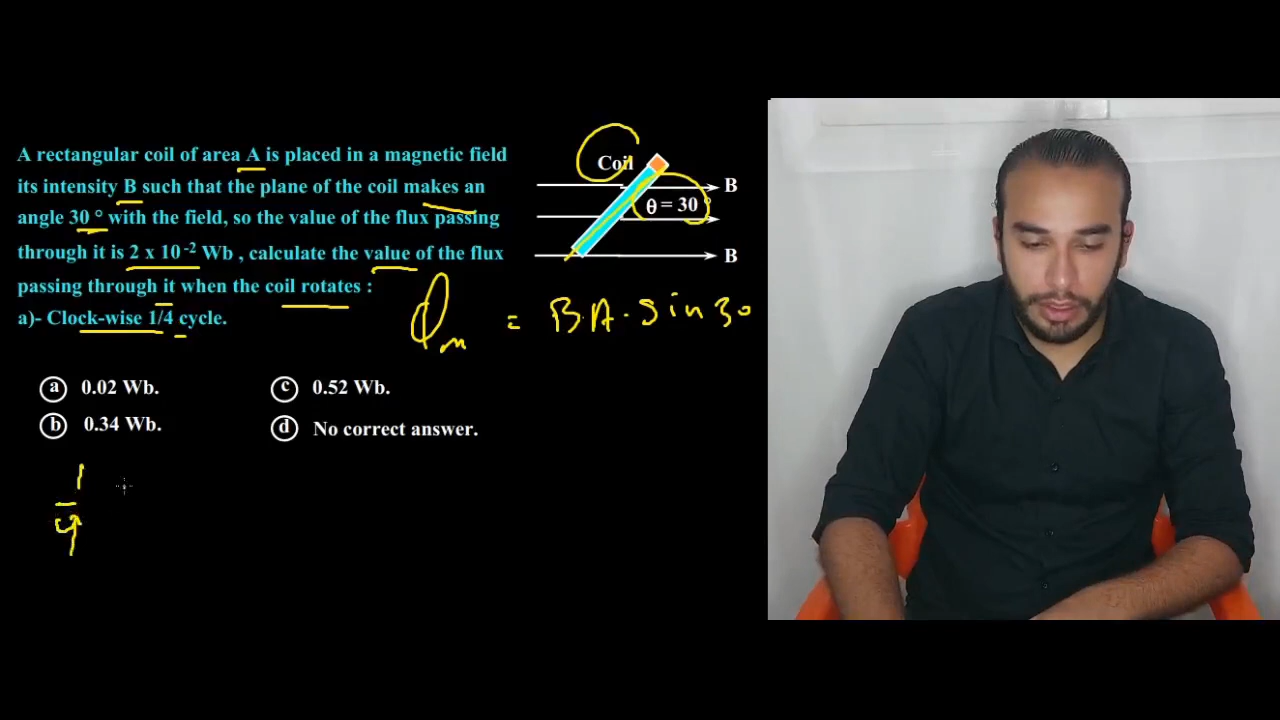 A rectangular coil of area A is placed in a magnetic field
its intensity B such that the plane of the coil makes an
angle 30 ° with the field, so the value of the flux passing
through it is 2 x 10⁻² Wb , calculate the value of the flux
passing through it when the coil rotates :
a)- Clock-wise 1/4 cycle.
Coil
B
θ = 30 °
B
ϕm = B.A. Sin 30
a 0.02 Wb.
c 0.52 Wb.
b 0.34 Wb.
d No correct answer.
1/4